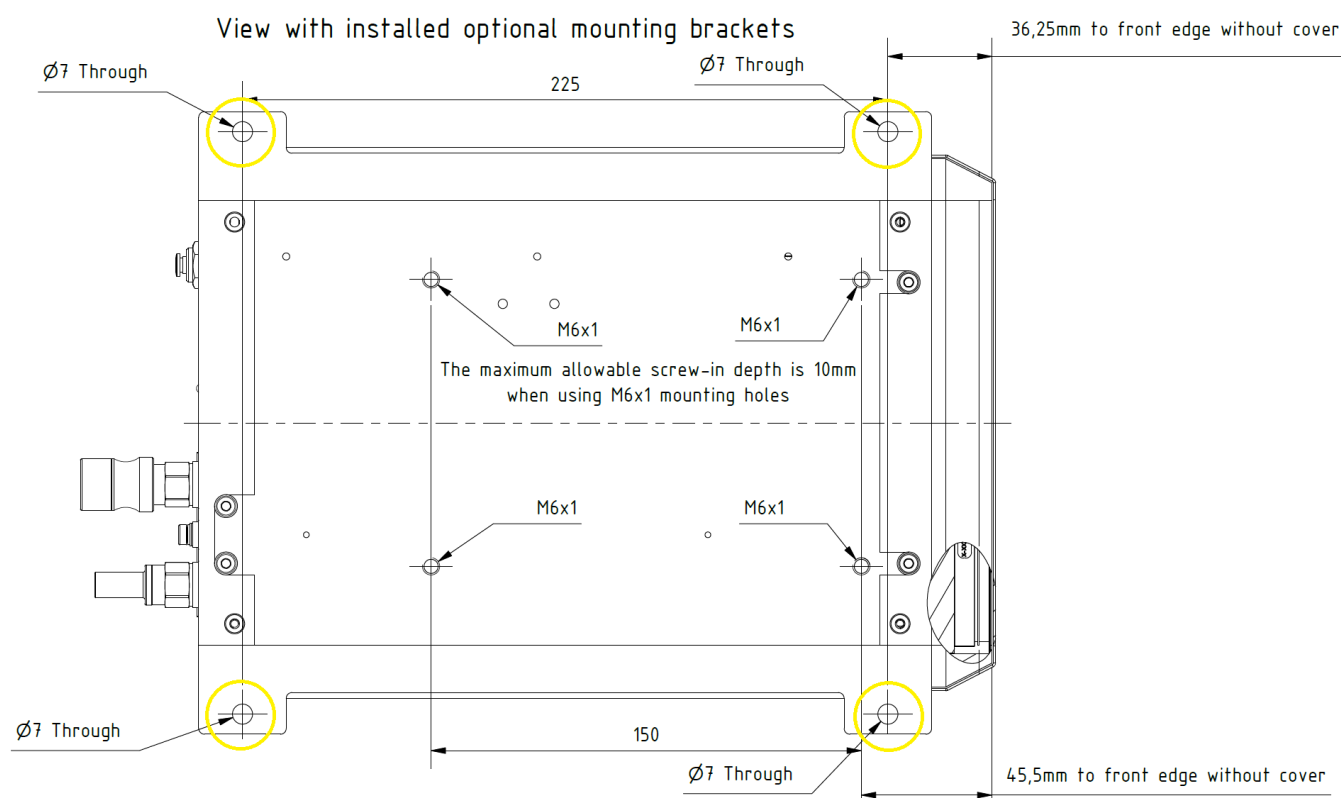 View with installed optional mounting brackets
36,25mm to front edge without cover
Ø7 Through
Ø7 Through
225
M6x1
M6x1
The maximum allowable screw-in depth is 10mm
when using M6x1 mounting holes
M6x1
M6x1
Ø7 Through
150
Ø7 Through
45,5mm to front edge without cover